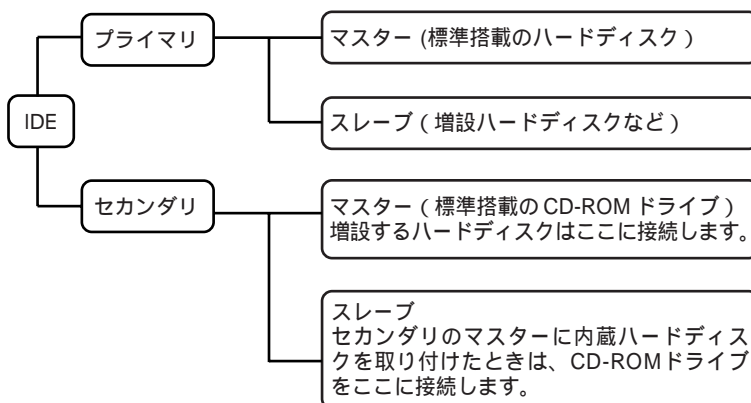 プライマリ
マスター (標準搭載のハードディスク )
スレーブ ( 増設ハードディスクなど )
IDE
セカンダリ
マスター ( 標準搭載の CD-ROM ドライブ )
増設するハードディスクはここに接続します。
スレーブ
セカンダリのマスターに内蔵ハードディス
クを取り付けたときは、CD-ROMドライブ
をここに接続します。